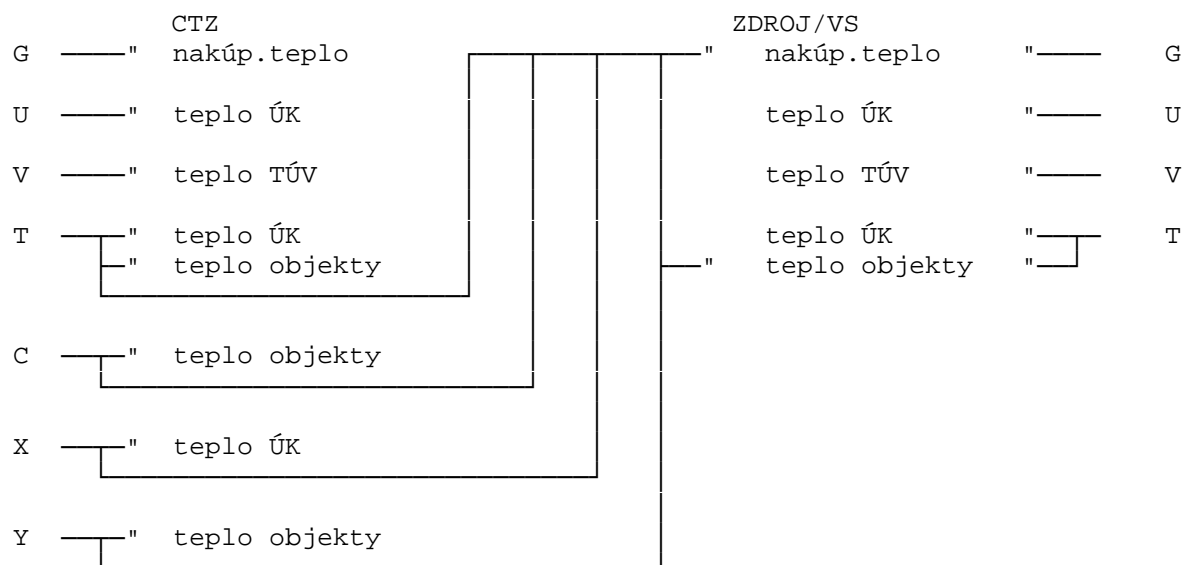 CTZ ZDROJ/VS
G " nakúp.teplo " nakúp.teplo " G
U " teplo ÚK teplo ÚK " U
V " teplo TÚV teplo TÚV " V
T " teplo ÚK teplo ÚK " T
" teplo objekty " teplo objekty "
C " teplo objekty
X " teplo ÚK
Y " teplo objekty